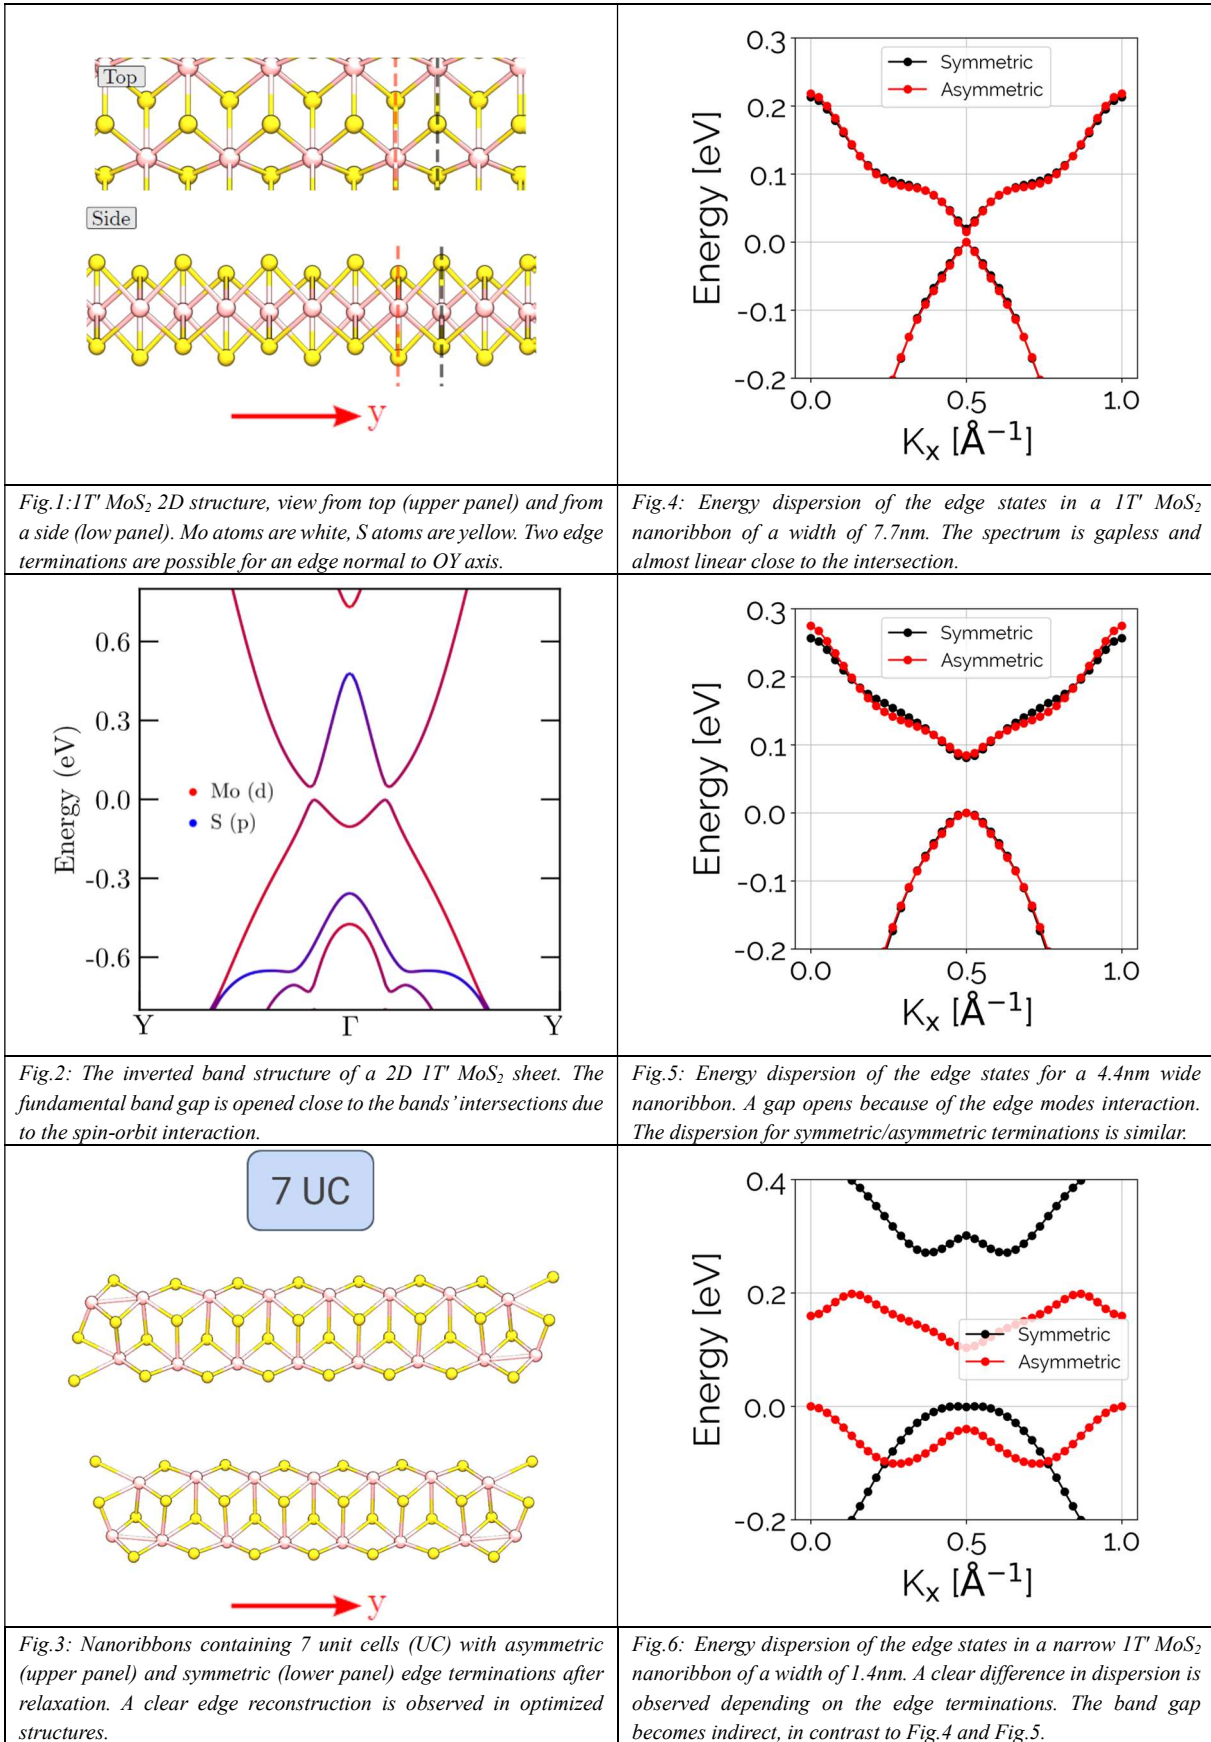 Top
Side
y
Fig.1:1T' MoS₂ 2D structure, view from top (upper panel) and from
a side (low panel). Mo atoms are white, S atoms are yellow. Two edge
terminations are possible for an edge normal to OY axis.
0.3
0.2
0.1
0.0
-0.1
-0.2
Energy [eV]
Symmetric
Asymmetric
0.0 0.5 1.0
Kₓ [Å⁻¹]
Fig.4: Energy dispersion of the edge states in a 1T' MoS₂
nanoribbon of a width of 7.7nm. The spectrum is gapless and
almost linear close to the intersection.
0.6
0.3
0.0
-0.3
-0.6
Energy (eV)
Mo (d)
S (p)
Y Γ Y
Fig.2: The inverted band structure of a 2D 1T' MoS₂ sheet. The
fundamental band gap is opened close to the bands' intersections due
to the spin-orbit interaction.
0.3
0.2
0.1
0.0
-0.1
-0.2
Energy [eV]
Symmetric
Asymmetric
0.0 0.5 1.0
Kₓ [Å⁻¹]
Fig.5: Energy dispersion of the edge states for a 4.4nm wide
nanoribbon. A gap opens because of the edge modes interaction.
The dispersion for symmetric/asymmetric terminations is similar.
7 UC
y
Fig.3: Nanoribbons containing 7 unit cells (UC) with asymmetric
(upper panel) and symmetric (lower panel) edge terminations after
relaxation. A clear edge reconstruction is observed in optimized
structures.
0.4
0.2
0.0
-0.2
Energy [eV]
Symmetric
Asymmetric
0.0 0.5 1.0
Kₓ [Å⁻¹]
Fig.6: Energy dispersion of the edge states in a narrow 1T' MoS₂
nanoribbon of a width of 1.4nm. A clear difference in dispersion is
observed depending on the edge terminations. The band gap
becomes indirect, in contrast to Fig.4 and Fig.5.